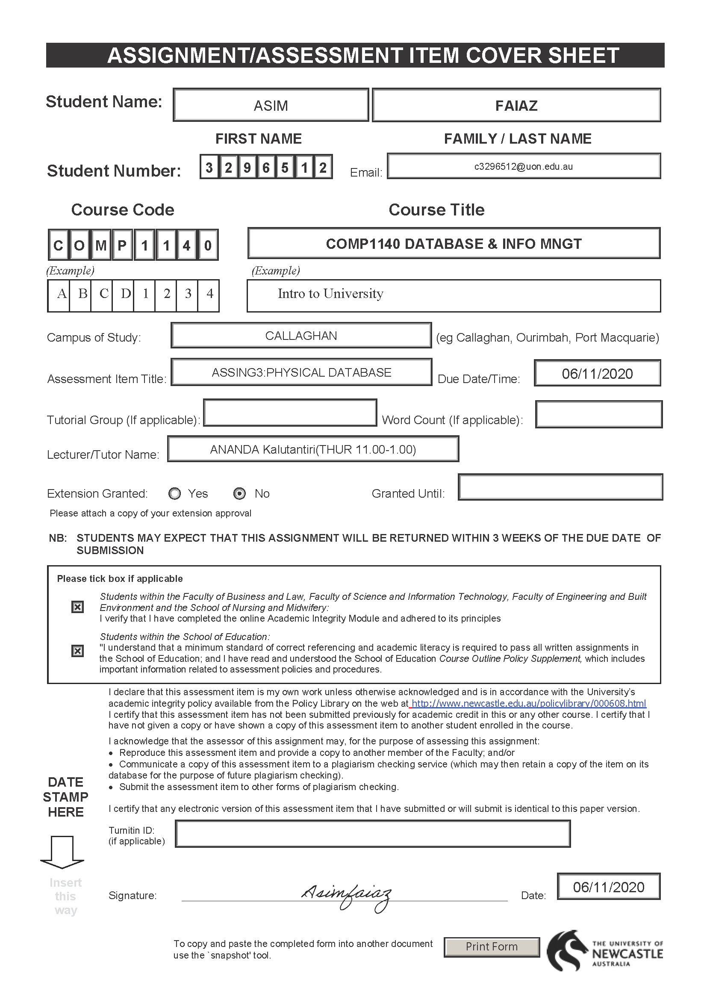 ASSIGNMENT/ASSESSMENT ITEM COVER SHEET
Student Name: ASIM FAIAZ
FIRST NAME FAMILY / LAST NAME
Student Number: 3 2 9 6 5 1 2 Email: c3296512@uon.edu.au
Course Code Course Title
C O M P 1 1 4 0 COMP1140 DATABASE & INFO MNGT
(Example) (Example)
A B C D 1 2 3 4 Intro to University
Campus of Study: CALLAGHAN (eg Callaghan, Ourimbah, Port Macquarie)
Assessment Item Title: ASSING3:PHYSICAL DATABASE Due Date/Time: 06/11/2020
Tutorial Group (If applicable): Word Count (If applicable):
Lecturer/Tutor Name: ANANDA Kalutantiri(THUR 11.00-1.00)
Extension Granted: Yes No Granted Until:
Please attach a copy of your extension approval
NB: STUDENTS MAY EXPECT THAT THIS ASSIGNMENT WILL BE RETURNED WITHIN 3 WEEKS OF THE DUE DATE OF
SUBMISSION
Please tick box if applicable
Students within the Faculty of Business and Law, Faculty of Science and Information Technology, Faculty of Engineering and Built
Environment and the School of Nursing and Midwifery:
I verify that I have completed the online Academic Integrity Module and adhered to its principles
Students within the School of Education:
"I understand that a minimum standard of correct referencing and academic literacy is required to pass all written assignments in
the School of Education; and I have read and understood the School of Education Course Outline Policy Supplement, which includes
important information related to assessment policies and procedures.
I declare that this assessment item is my own work unless otherwise acknowledged and is in accordance with the University's
academic integrity policy available from the Policy Library on the web at http://www.newcastle.edu.au/policylibrary/000608.html
I certify that this assessment item has not been submitted previously for academic credit in this or any other course. I certify that I
have not given a copy or have shown a copy of this assessment item to another student enrolled in the course.
I acknowledge that the assessor of this assignment may, for the purpose of assessing this assignment:
• Reproduce this assessment item and provide a copy to another member of the Faculty; and/or
• Communicate a copy of this assessment item to a plagiarism checking service (which may then retain a copy of the item on its
database for the purpose of future plagiarism checking).
• Submit the assessment item to other forms of plagiarism checking.
DATE
STAMP
HERE
I certify that any electronic version of this assessment item that I have submitted or will submit is identical to this paper version.
Turnitin ID:
(if applicable)
Insert
this
way
Signature: Asimfaiaz Date: 06/11/2020
To copy and paste the completed form into another document
use the `snapshot' tool.
Print Form
THE UNIVERSITY OF
NEWCASTLE
AUSTRALIA